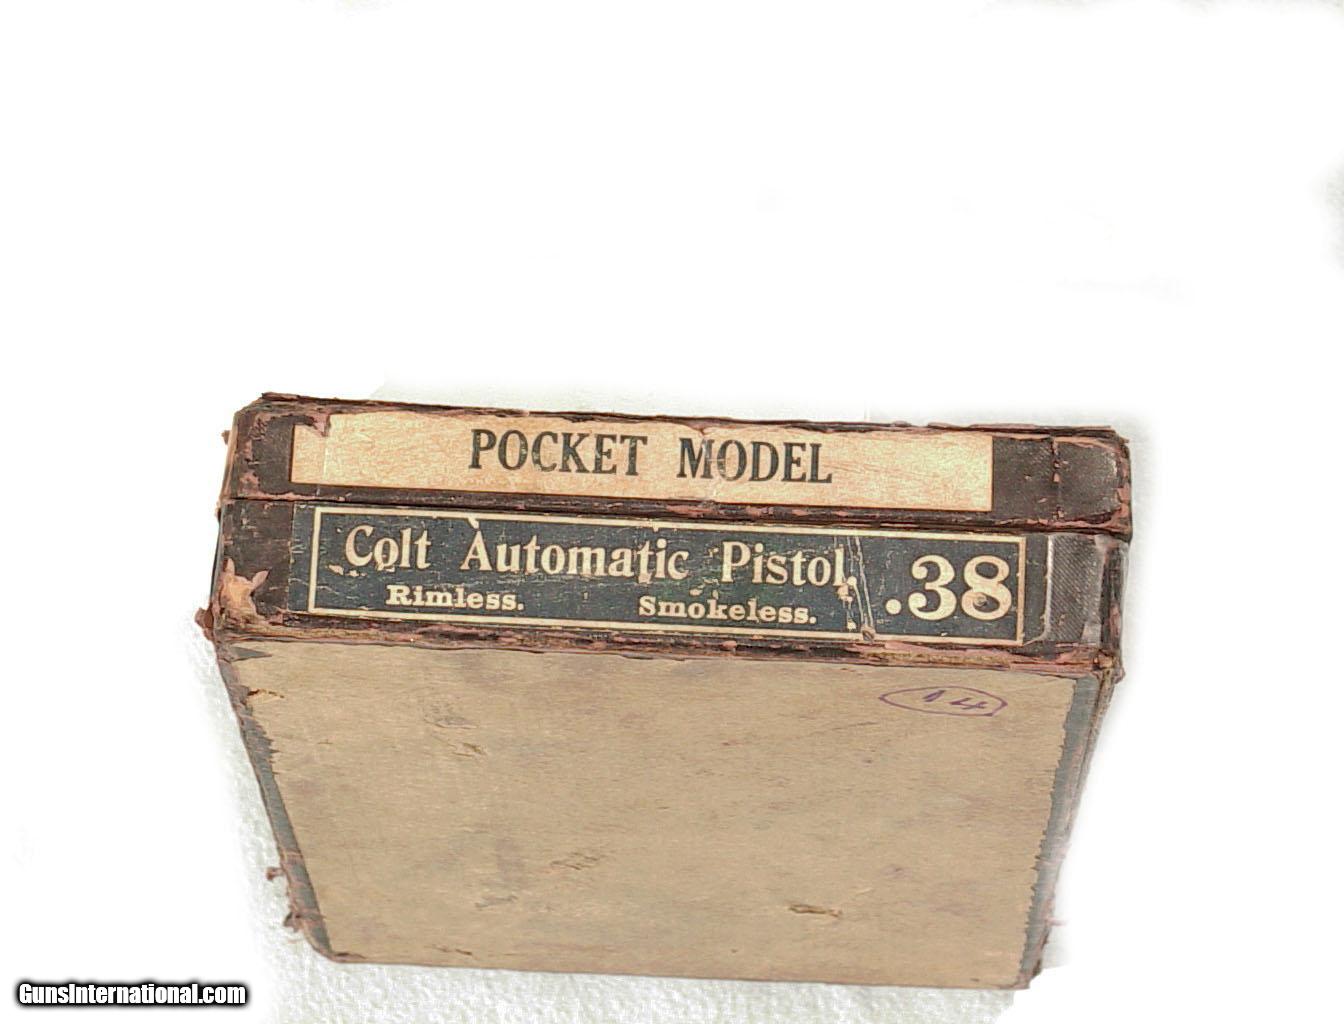 POCKET MODEL
Colt Automatic Pistol, .38
Rimless. Smokeless.
14
GunsInternational.com